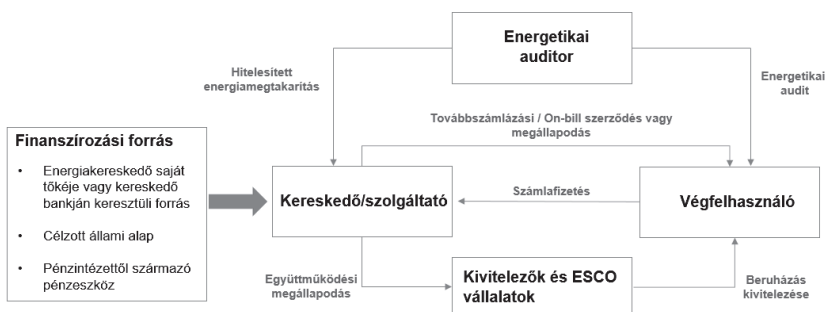 Energetikai
auditor
Hitelesített
energiamegtakarítás
Energetikai
audit
Továbbszámlázási / On-bill szerződés vagy
megállapodás
Finanszírozási forrás
• Energiakereskedő saját
tőkéje vagy kereskedő
bankján keresztüli forrás
• Célzott állami alap
• Pénzintézettől származó
pénzeszköz
Kereskedő/szolgáltató
Számlafizetés
Végfelhasználó
Együttműködési
megállapodás
Kivitelezők és ESCO
vállalatok
Beruházás
kivitelezése